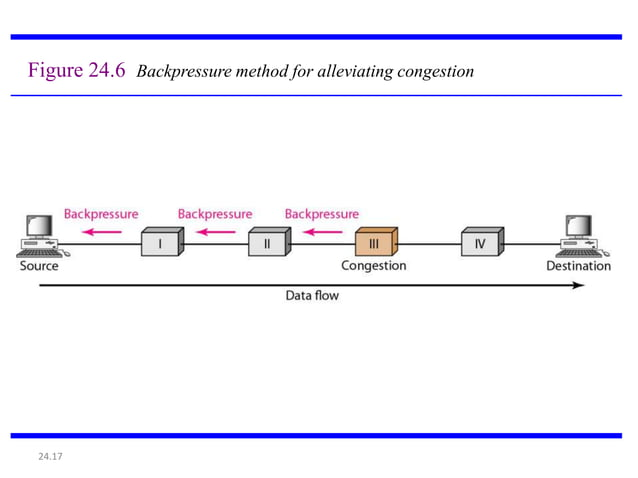 Figure 24.6 Backpressure method for alleviating congestion
Backpressure Backpressure Backpressure
I II III IV
Source Congestion Destination
Data flow
24.17